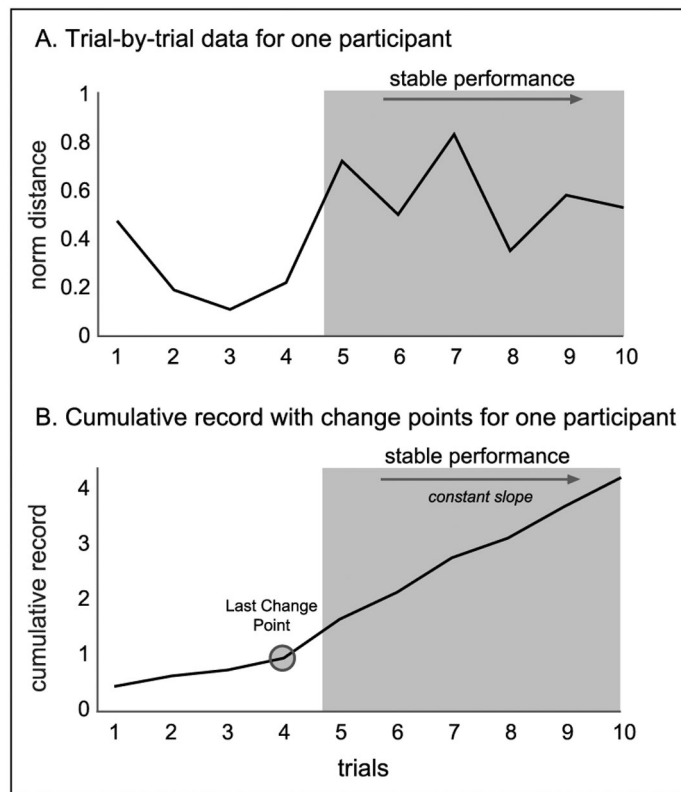 A. Trial-by-trial data for one participant
stable performance
1
0.8
0.6
0.4
0.2
0
norm distance
1 2 3 4 5 6 7 8 9 10
B. Cumulative record with change points for one participant
stable performance
constant slope
4
3
2
1
0
cumulative record
Last Change
Point
1 2 3 4 5 6 7 8 9 10
trials